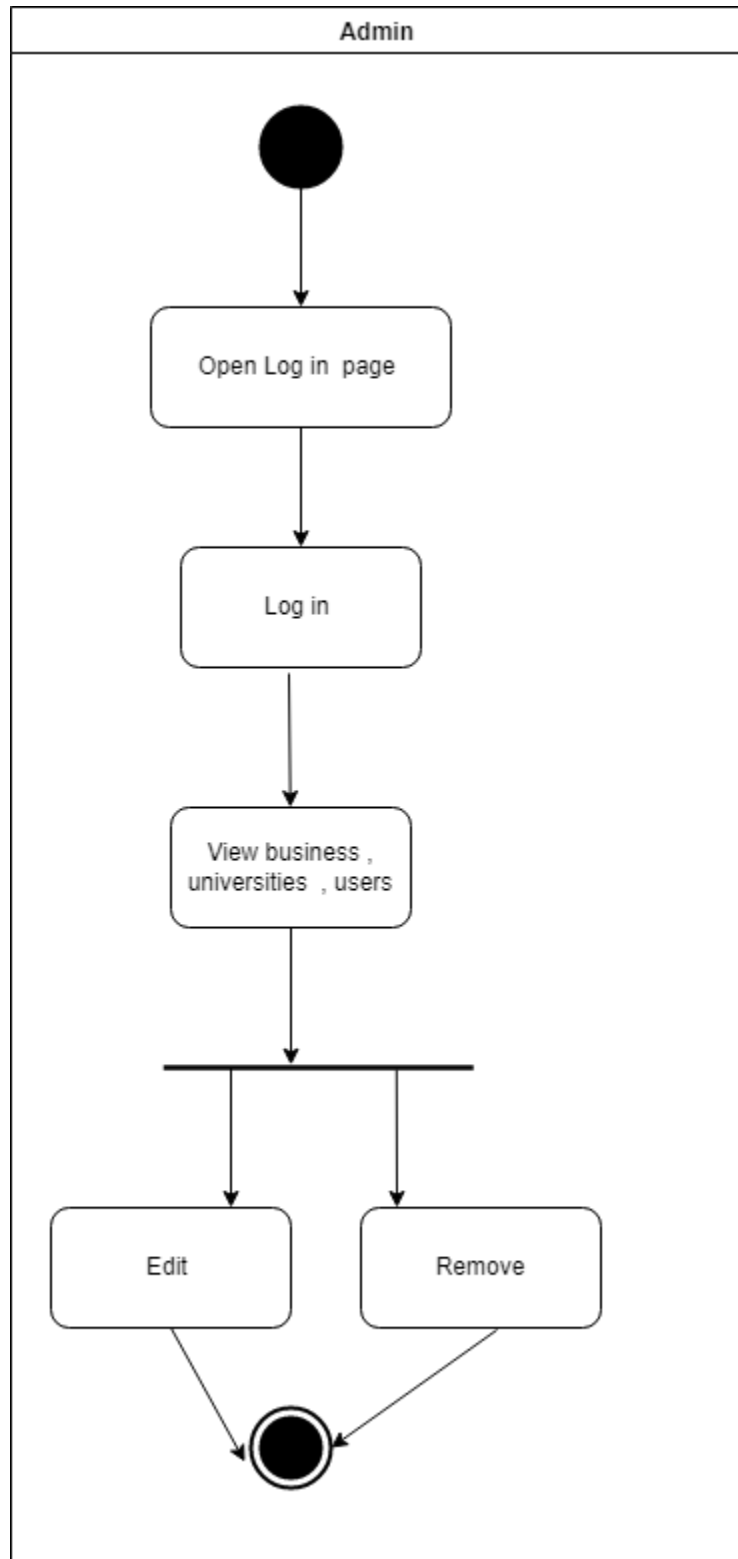 Admin
Open Log in  page
Log in
View business ,
universities  , users
Edit
Remove